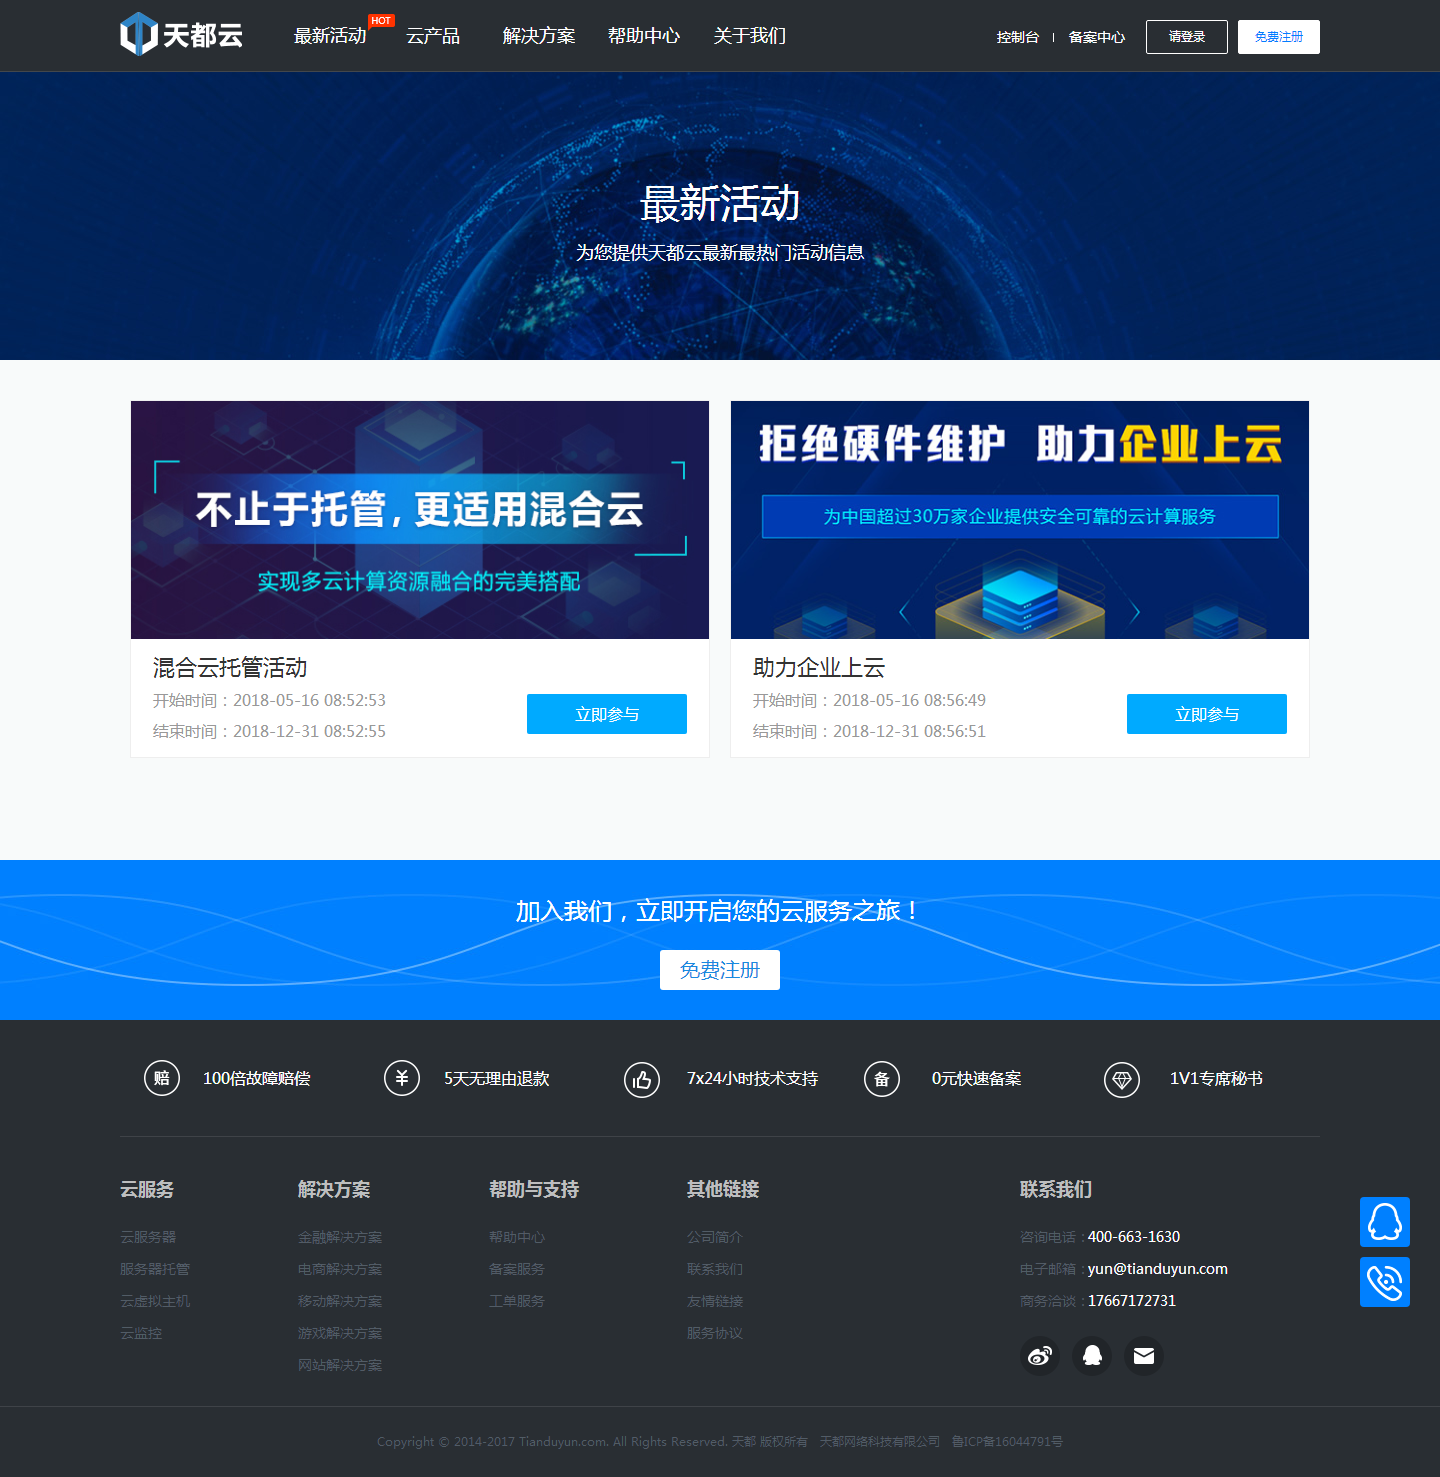 天都云
最新活动 HOT 云产品 解决方案 帮助中心 关于我们 控制台 备案中心 请登录 免费注册
最新活动
为您提供天都云最新最热门活动信息
不止于托管,更适用混合云
实现多云计算资源融合的完美搭配
混合云托管活动
开始时间：2018-05-16 08:52:53
结束时间：2018-12-31 08:52:55
立即参与
拒绝硬件维护 助力企业上云
为中国超过30万家企业提供安全可靠的云计算服务
助力企业上云
开始时间：2018-05-16 08:56:49
结束时间：2018-12-31 08:56:51
立即参与
加入我们，立即开启您的云服务之旅！
免费注册
赔 100倍故障赔偿 ¥ 5天无理由退款 7x24小时技术支持 备 0元快速备案 1V1专席秘书
云服务
云服务器
服务器托管
云虚拟主机
云监控
解决方案
金融解决方案
电商解决方案
移动解决方案
游戏解决方案
网站解决方案
帮助与支持
帮助中心
备案服务
工单服务
其他链接
公司简介
联系我们
友情链接
服务协议
联系我们
咨询电话：400-663-1630
电子邮箱：yun@tianduyun.com
商务洽谈：17667172731
Copyright © 2014-2017 Tianduyun.com. All Rights Reserved. 天都 版权所有 天都网络科技有限公司 鲁ICP备16044791号